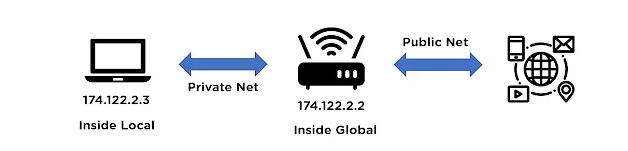 Public Net
Private Net
174.122.2.3
174.122.2.2
Inside Local
Inside Global